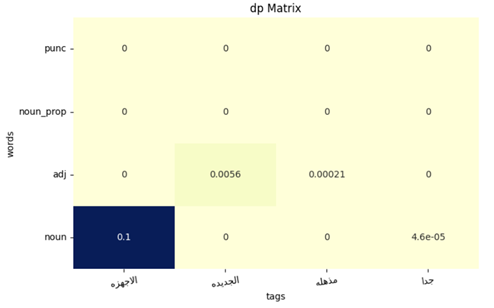 dp Matrix
punc 0 0 0 0
noun_prop 0 0 0 0
adj 0 0.0056 0.00021 0
noun 0.1 0 0 4.6e-05
الاجهزه الجديده مذهله جدا
words
tags